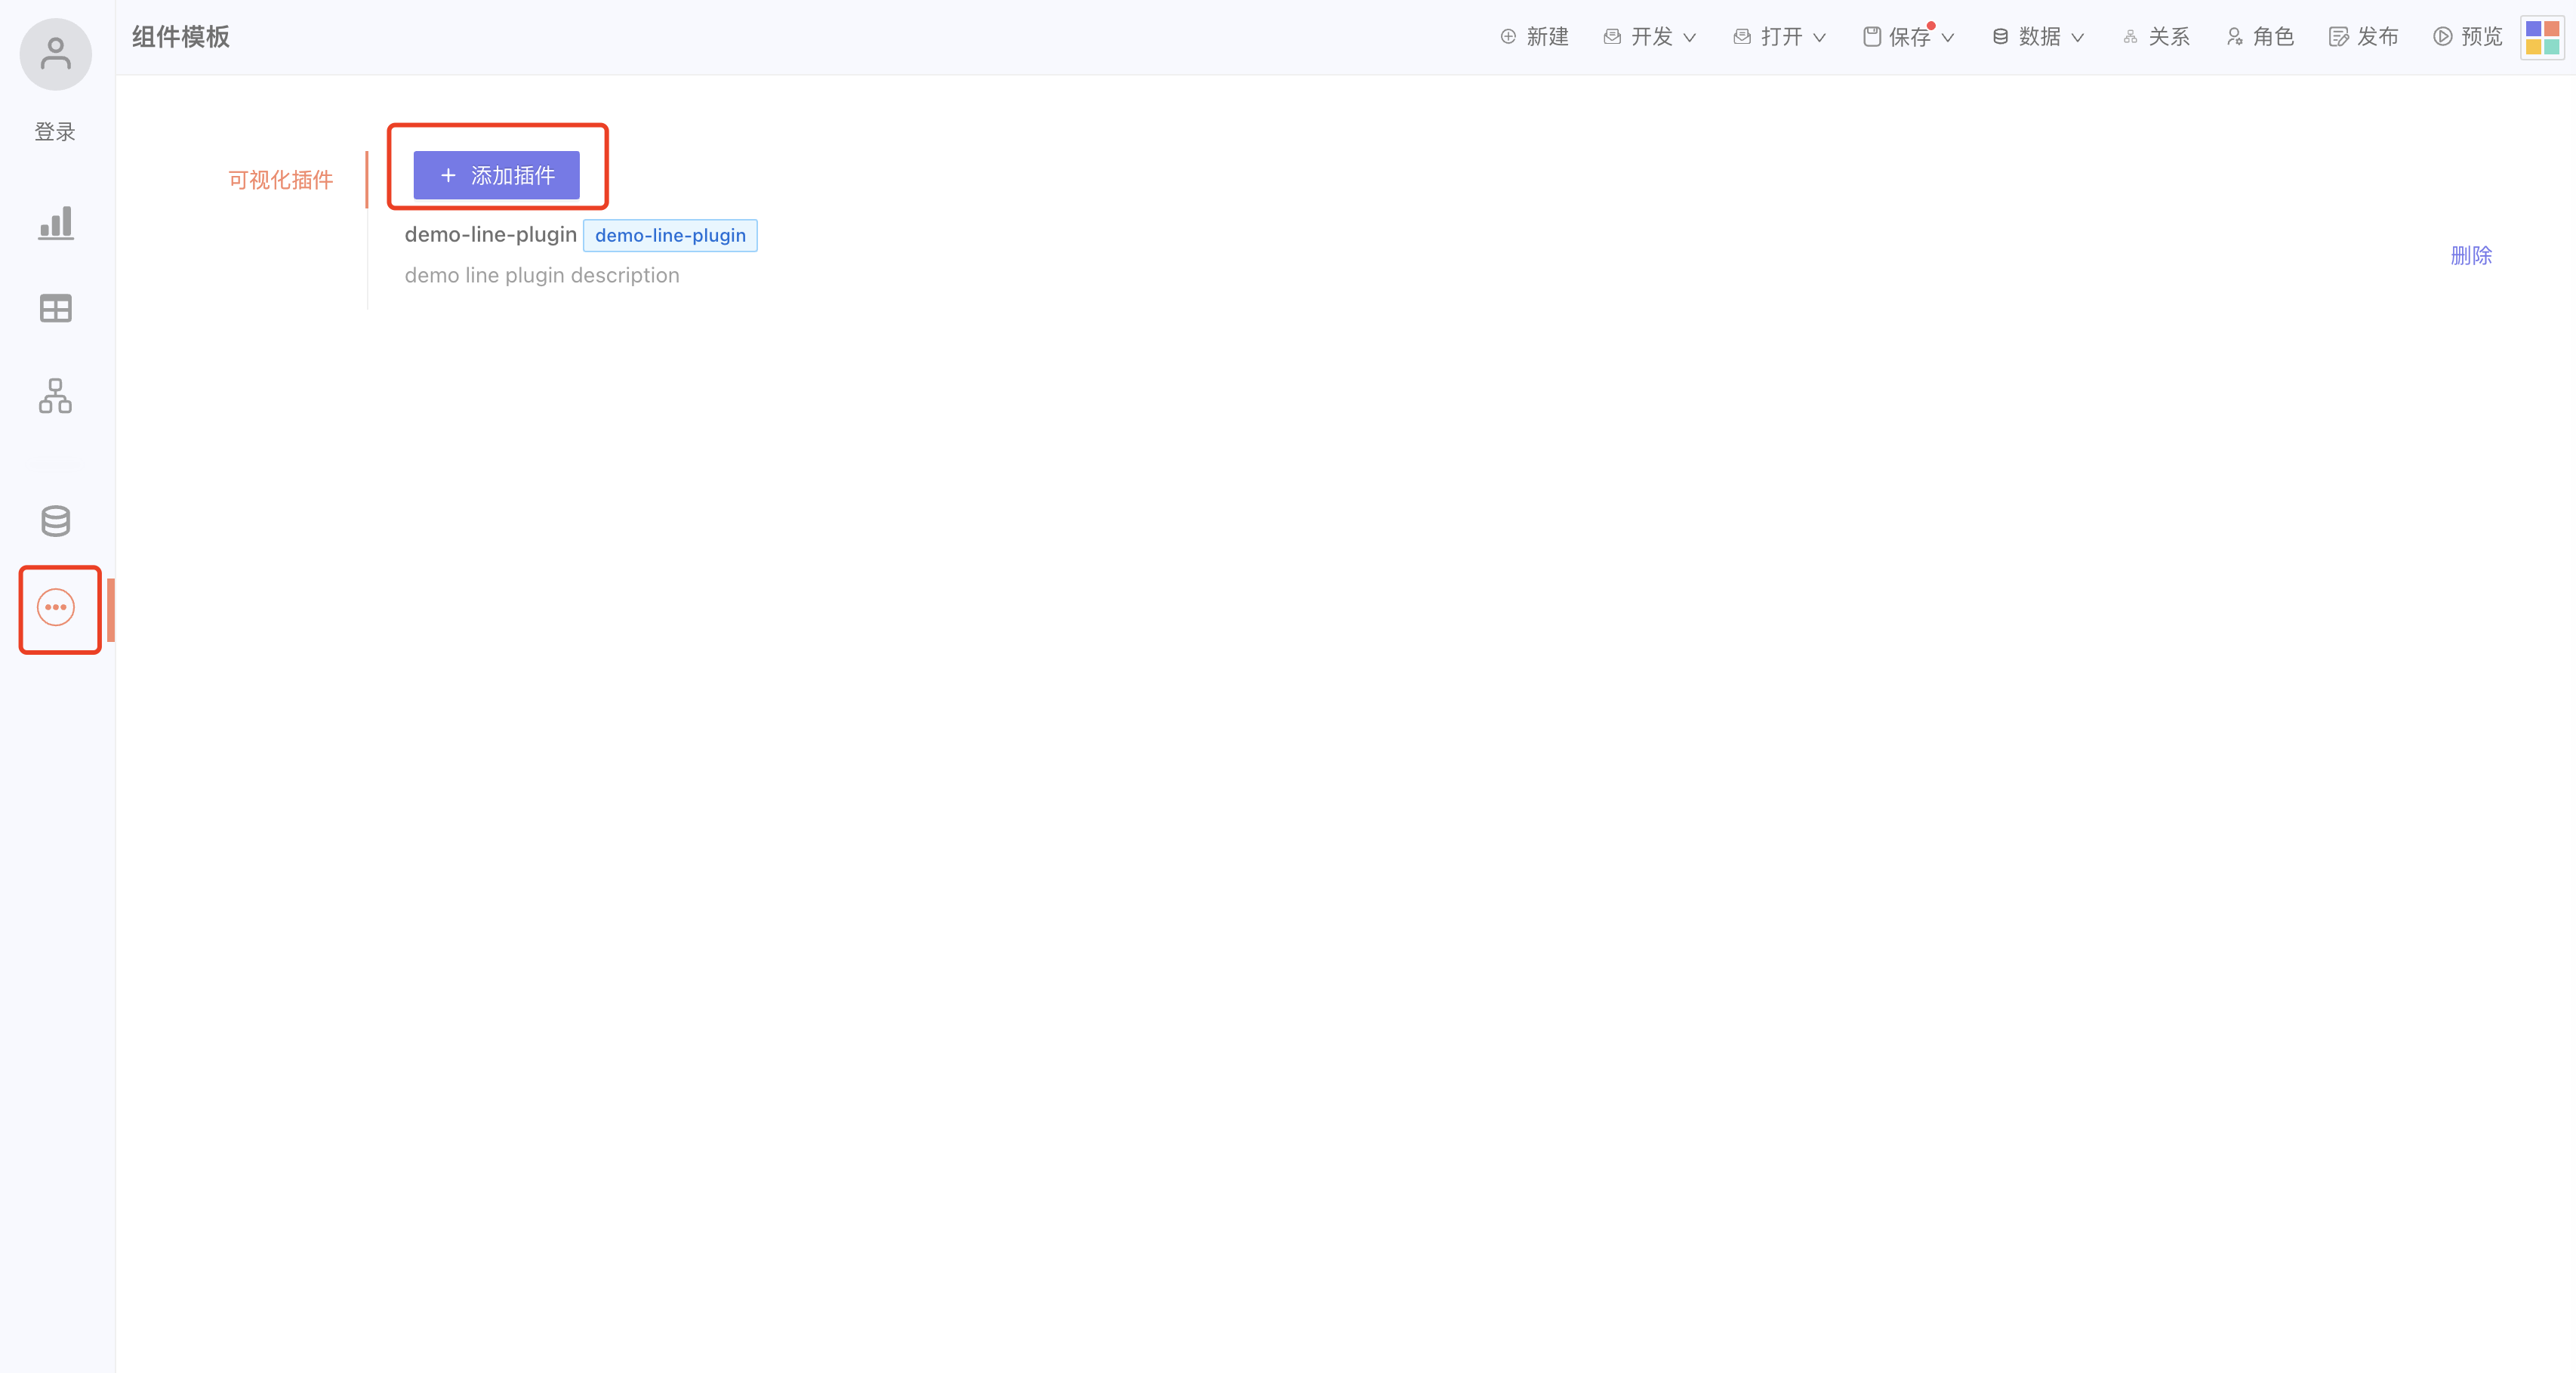 组件模板
新建 开发 打开 保存 数据 关系 角色 发布 预览
登录
可视化插件
+ 添加插件
demo-line-plugin demo-line-plugin
删除
demo line plugin description